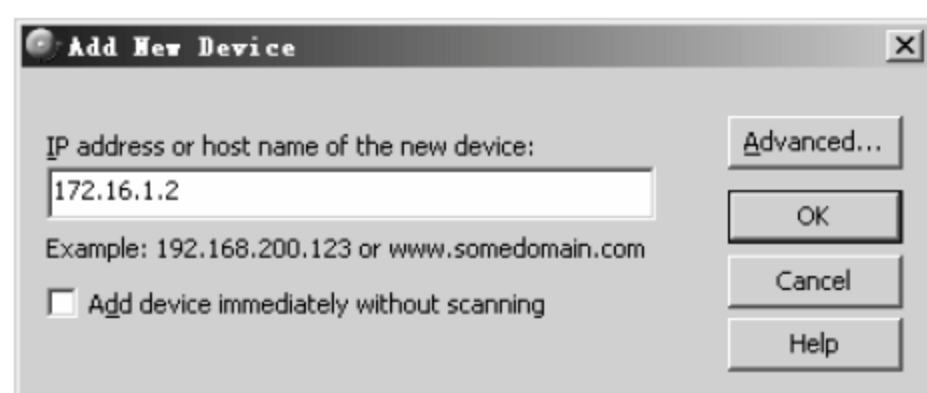 Add New Device
IP address or host name of the new device:
172.16.1.2
Example: 192.168.200.123 or www.somedomain.com
Add device immediately without scanning
Advanced...
OK
Cancel
Help